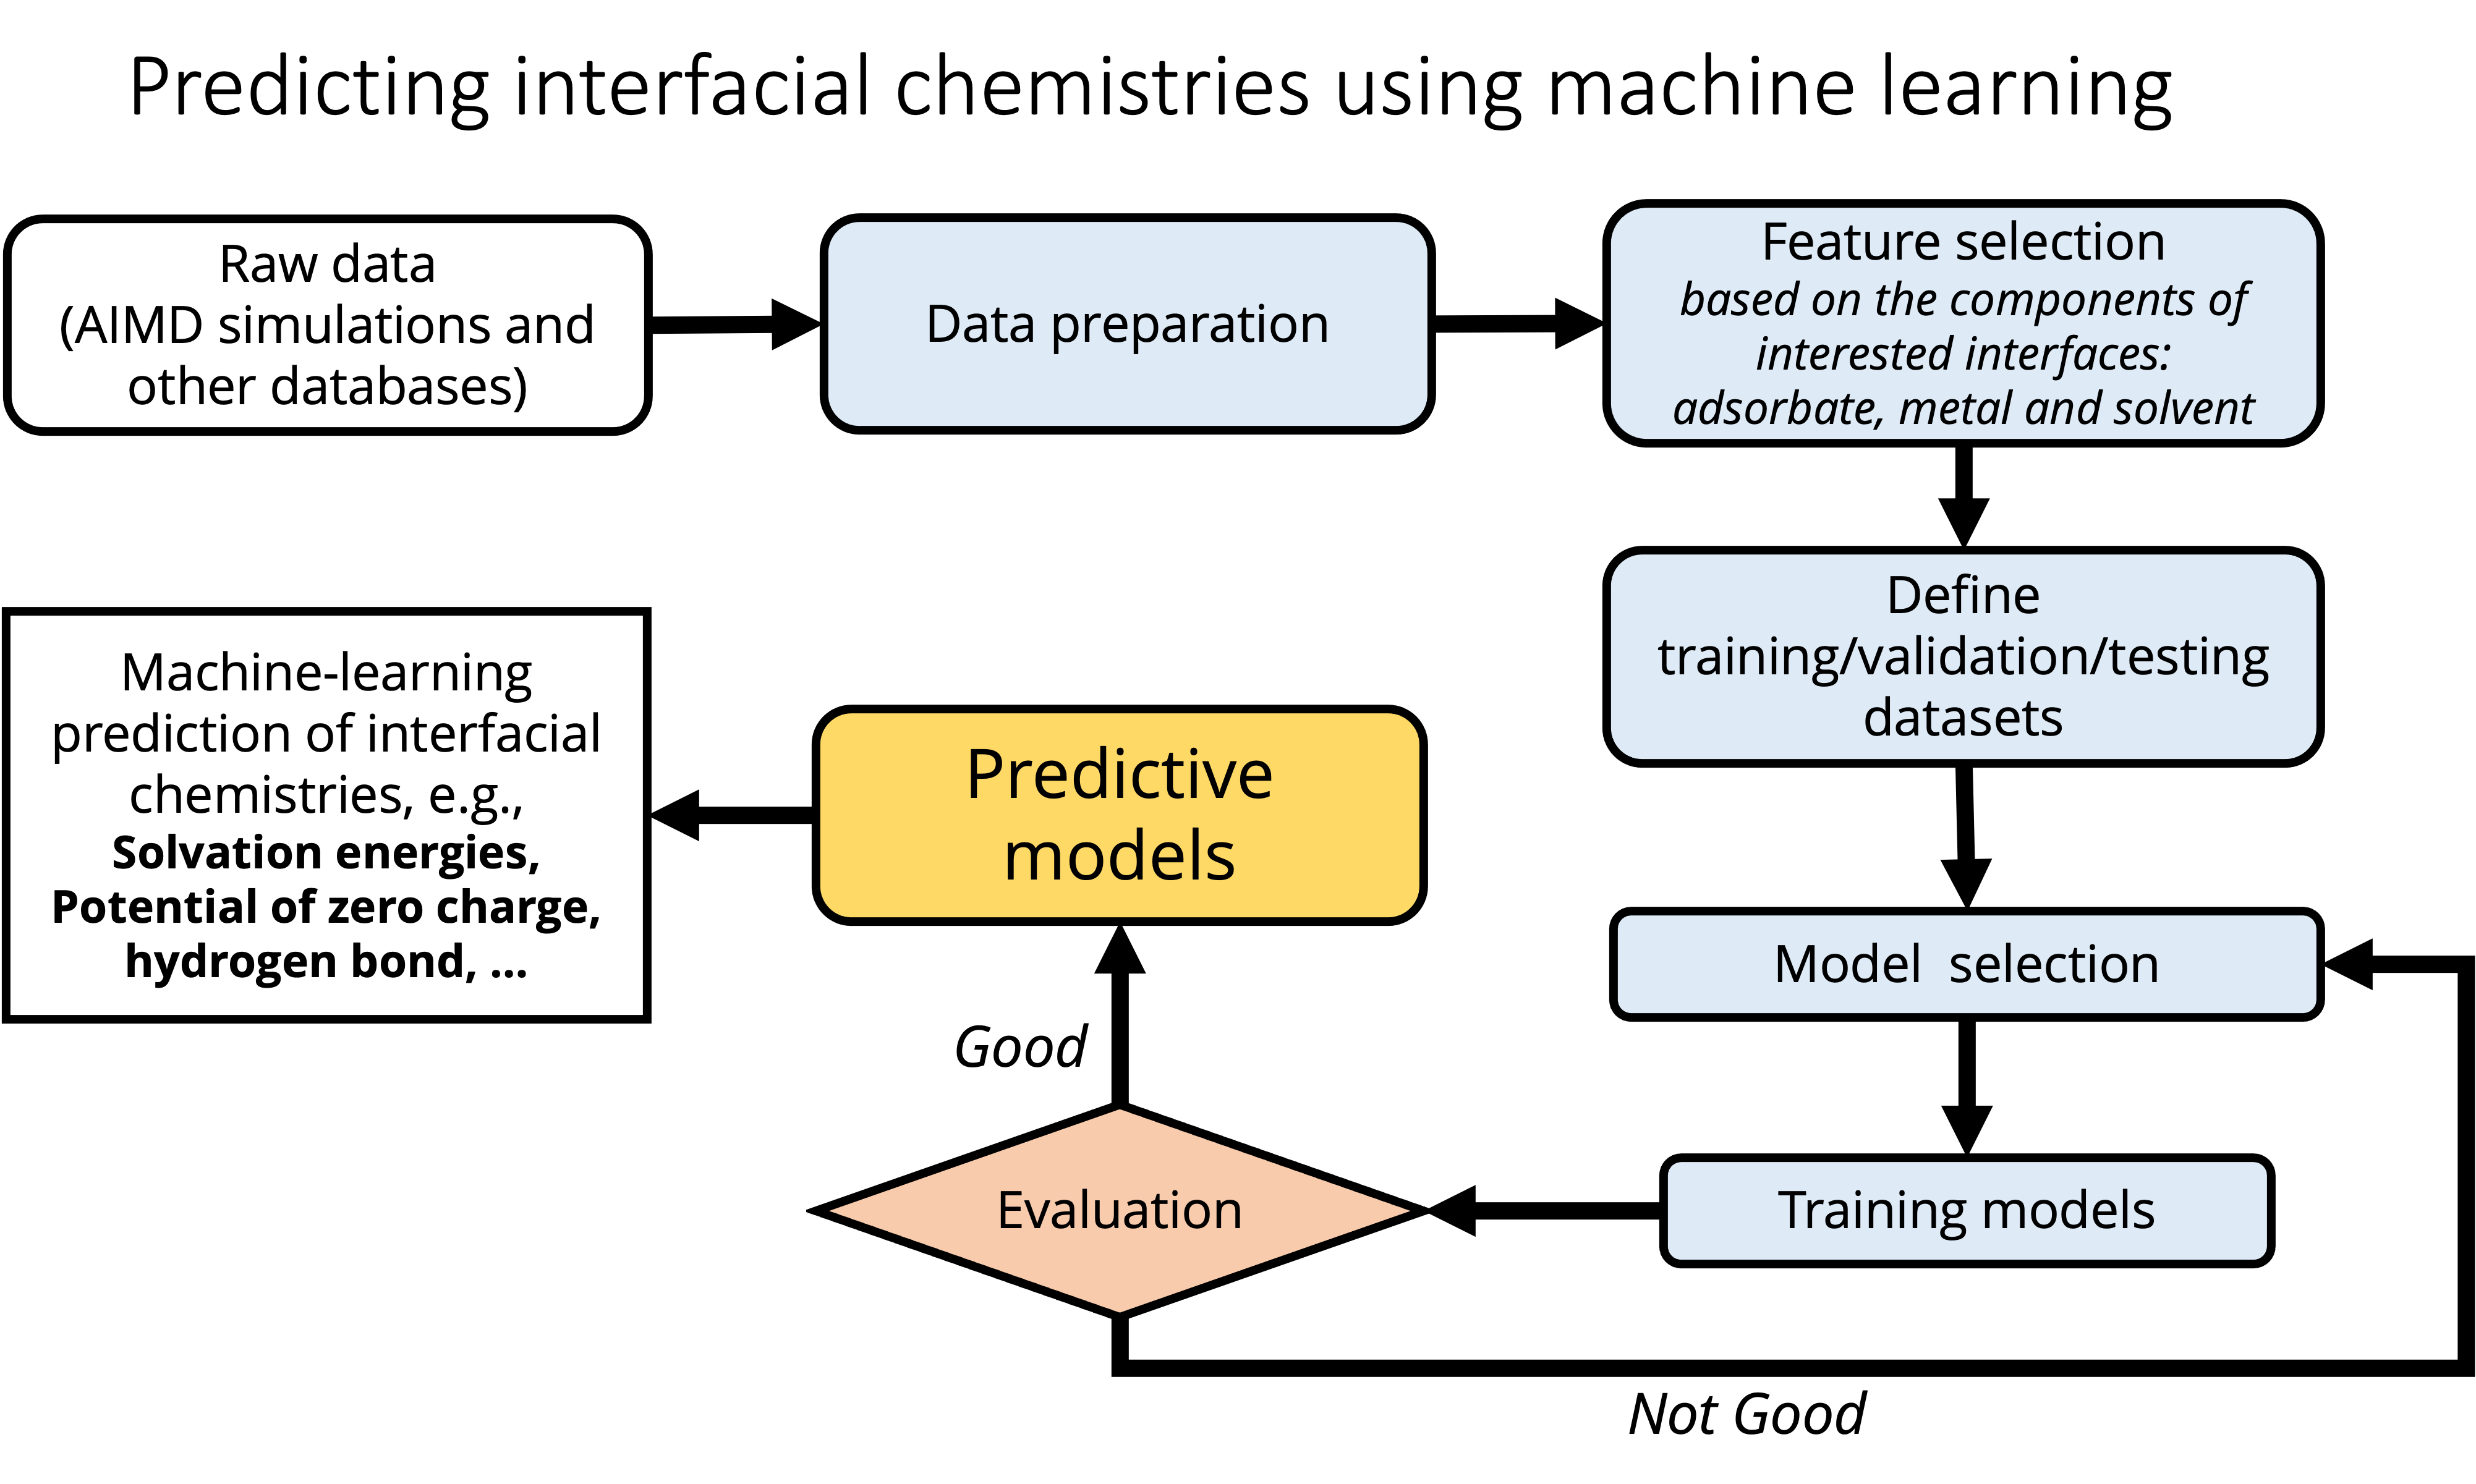 Predicting interfacial chemistries using machine learning
Raw data
(AIMD simulations and
other databases)
Data preparation
Feature selection
based on the components of
interested interfaces:
adsorbate, metal and solvent
Define
training/validation/testing
datasets
Model selection
Training models
Evaluation
Good
Not Good
Predictive
models
Machine-learning
prediction of interfacial
chemistries, e.g.,
Solvation energies,
Potential of zero charge,
hydrogen bond, ...